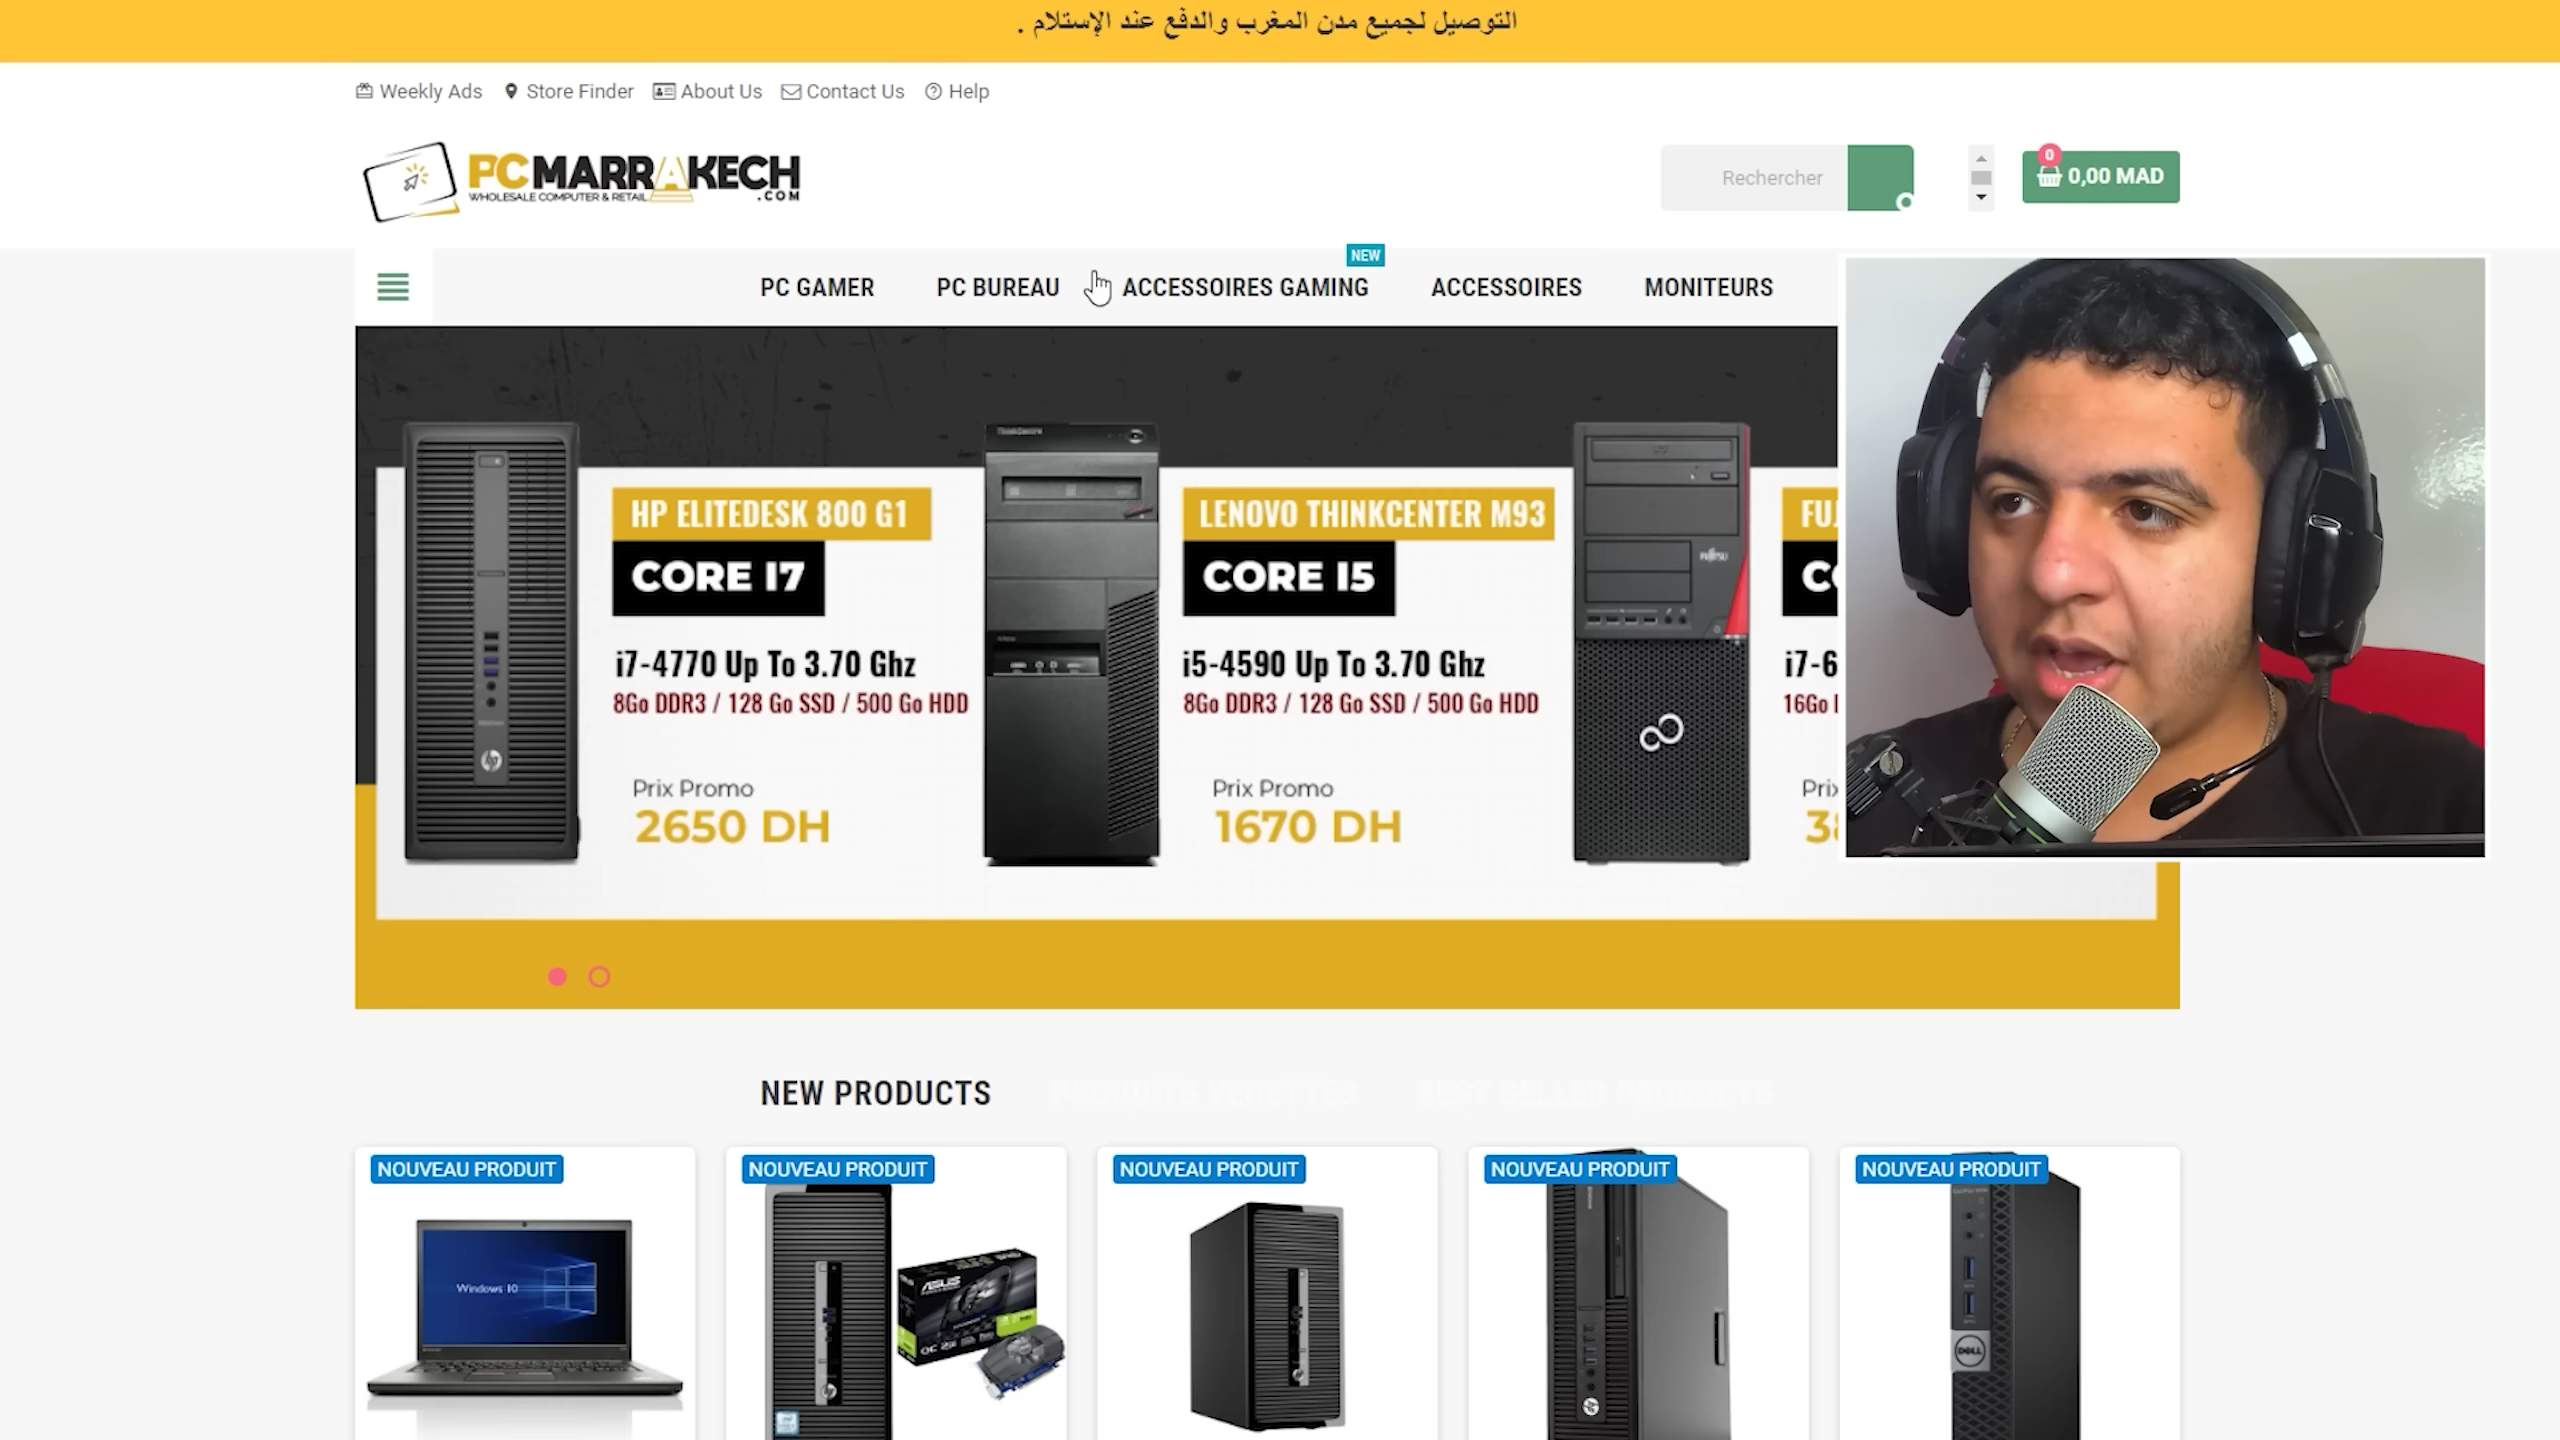 التوصيل لجميع مدن المغرب والدفع عند الإستلام .
Weekly Ads Store Finder About Us Contact Us Help
PCMARRAKECH
.COM
WHOLESALE COMPUTER & RETAIL
Rechercher
0
0,00 MAD
NEW
PC GAMER PC BUREAU ACCESSOIRES GAMING ACCESSOIRES MONITEURS
HP ELITEDESK 800 G1
CORE I7
i7-4770 Up To 3.70 Ghz
8Go DDR3 / 128 Go SSD / 500 Go HDD
Prix Promo
2650 DH
LENOVO THINKCENTER M93
CORE I5
i5-4590 Up To 3.70 Ghz
8Go DDR3 / 128 Go SSD / 500 Go HDD
Prix Promo
1670 DH
FUJ
CO
i7-6
16Go
Prix
38
FUJITSU
hp
NEW PRODUCTS PRODUITS VEDETTES BEST SELLER PRODUCTS
NOUVEAU PRODUIT NOUVEAU PRODUIT NOUVEAU PRODUIT NOUVEAU PRODUIT NOUVEAU PRODUIT
Windows 10
ASUS
DELL